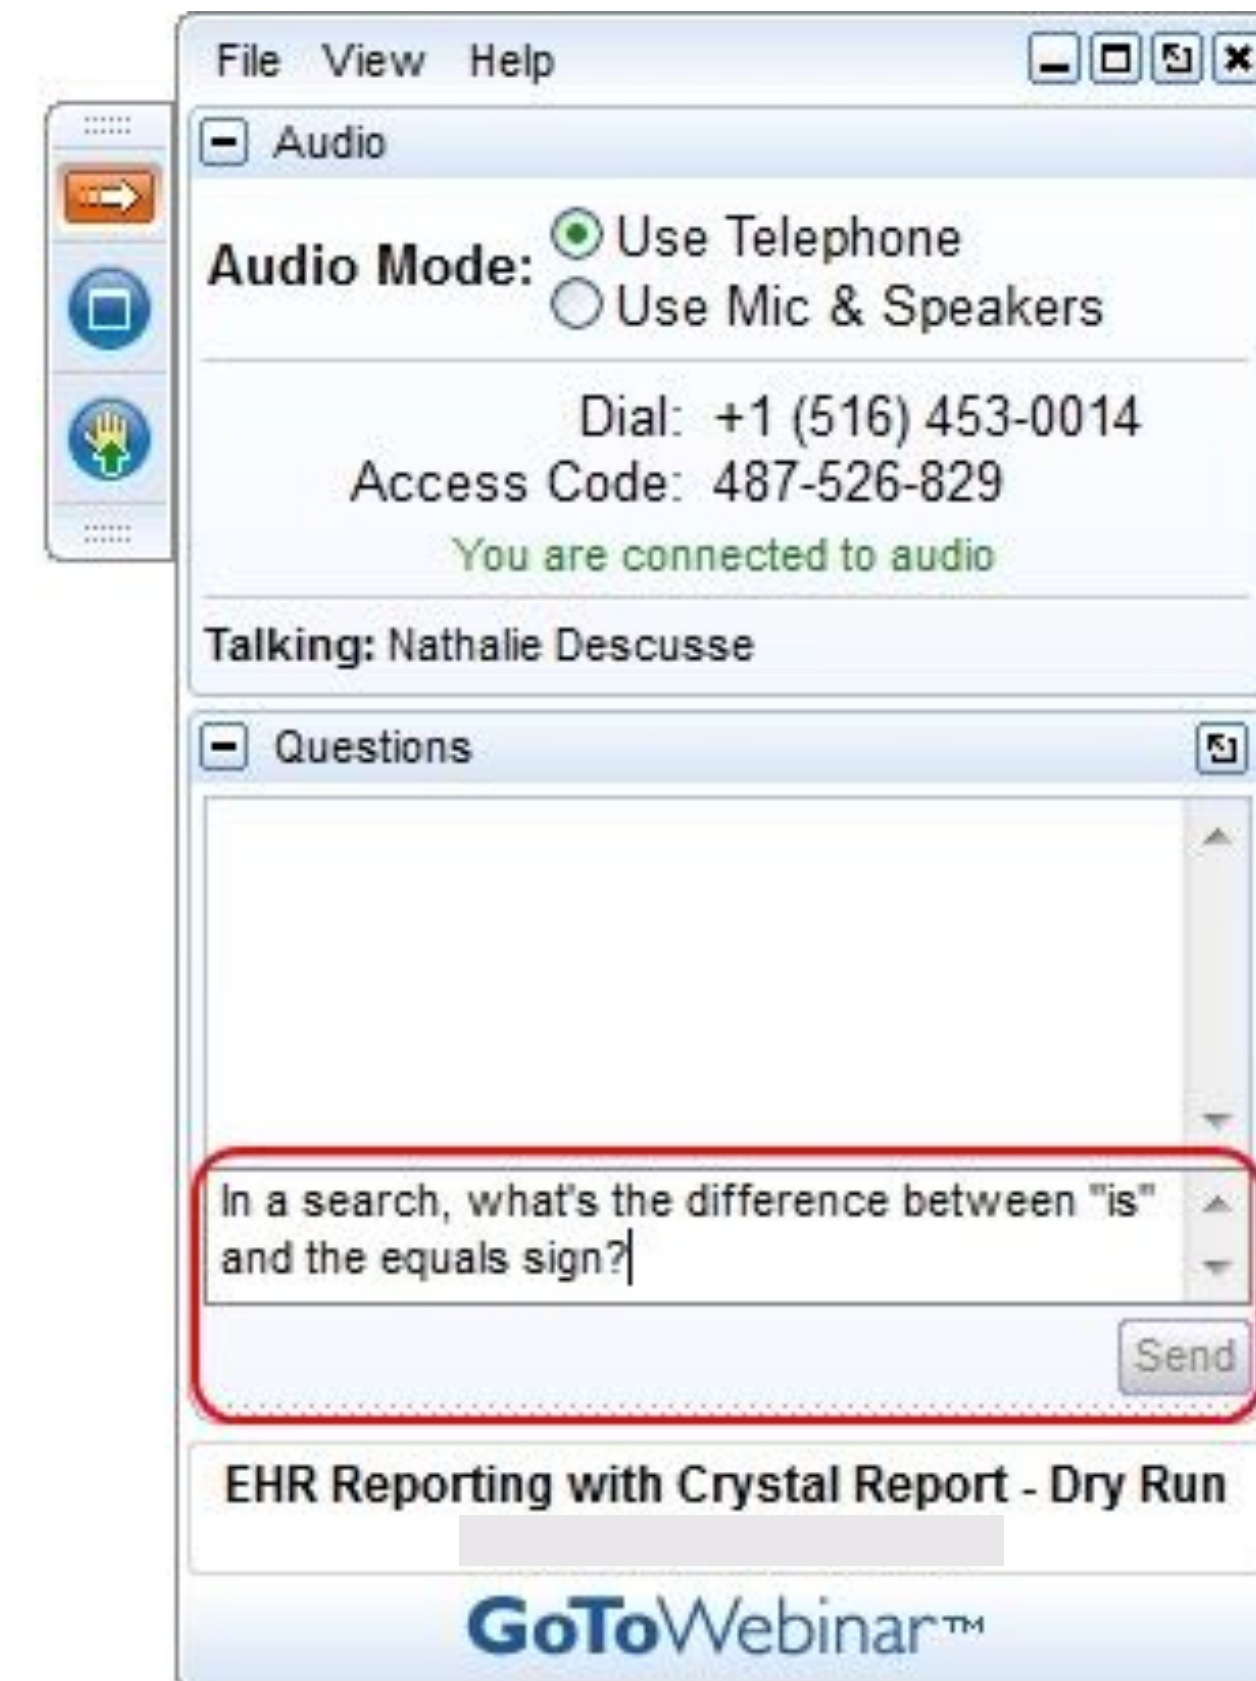 File View Help
Audio
Audio Mode: Use Telephone
Use Mic & Speakers
Dial: +1 (516) 453-0014
Access Code: 487-526-829
You are connected to audio
Talking: Nathalie Descusse
Questions
In a search, what's the difference between "is"
and the equals sign?
Send
EHR Reporting with Crystal Report - Dry Run
GoToWebinar™